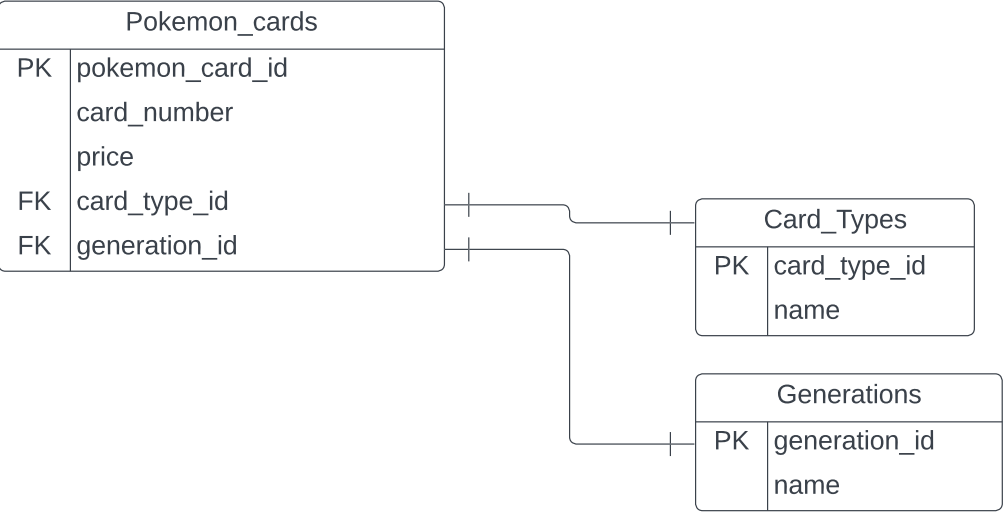 Pokemon_cards
PK pokemon_card_id
card_number
price
FK card_type_id
FK generation_id
Card_Types
PK card_type_id
name
Generations
PK generation_id
name